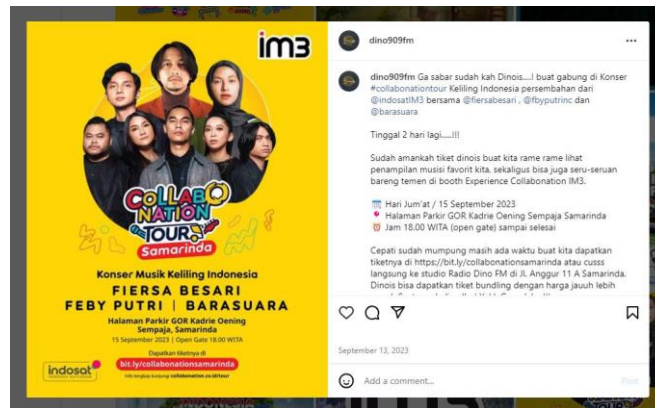 im3
COLLABO
NATION
TOUR
Samarinda
Konser Musik Keliling Indonesia
FIERSA BESARI
FEBY PUTRI | BARASUARA
Halaman Parkir GOR Kadrie Oening
Sempaja, Samarinda
15 September 2023 | Open Gate 18.00 WITA
Dapatkan tiketnya di
bit.ly/collabonationsamarinda
Info lengkap kunjungi collabonation.co.id/tour
indosat
dino909fm
dino909fm Ga sabar sudah kah Dinois....! buat gabung di Konser
#collabonationtour Keliling Indonesia persembahan dari
@indosatIM3 bersama @fiersabesari , @fbyputrinc dan
@barasuara
Tinggal 2 hari lagi.....!!!
Sudah amankah tiket dinois buat kita rame rame lihat
penampilan musisi favorit kita, sekaligus bisa juga seru-seruan
bareng temen di booth Experience Collabonation IM3.
Hari Jum'at / 15 September 2023
Halaman Parkir GOR Kadrie Oening Sempaja Samarinda
Jam 18.00 WITA (open gate) sampai selesai
Cepati sudah mumpung masih ada waktu buat kita dapatkan
tiketnya di https://bit.ly/collabonationsamarinda atau cusss
langsung ke studio Radio Dino FM di Jl. Anggur 11 A Samarinda.
Dinois bisa dapatkan tiket bundling dengan harga jauuh lebih
September 13, 2023
Add a comment...
Post